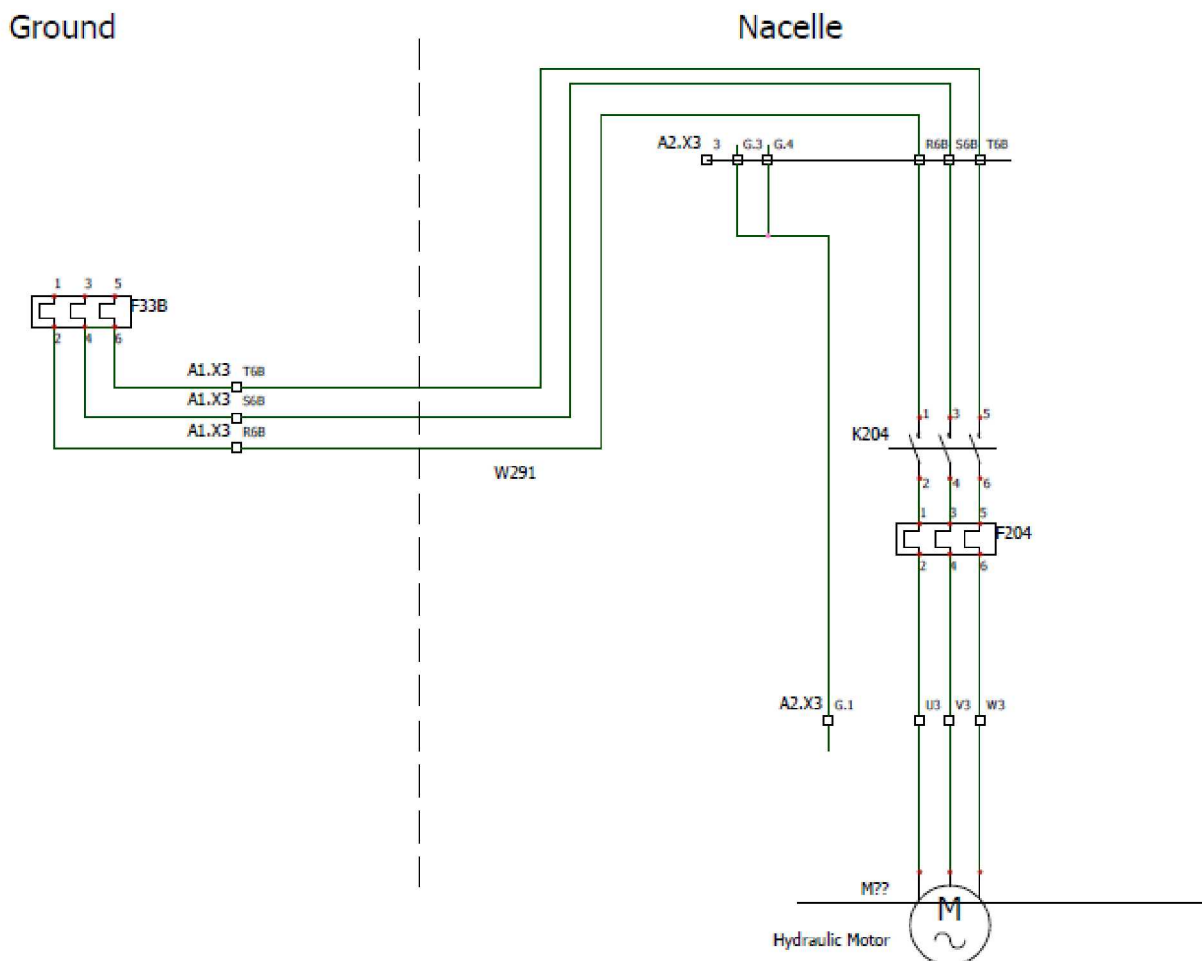 Ground
Nacelle
A2.X3 3 G.3 G.4 R6B S6B T6B
1 3 5
F33B
2 4 6
A1.X3 T6B
A1.X3 S6B
A1.X3 R6B
W291
1 3 5
K204
2 4 6
1 3 5
F204
2 4 6
A2.X3 G.1 U3 V3 W3
M??
M
Hydraulic Motor